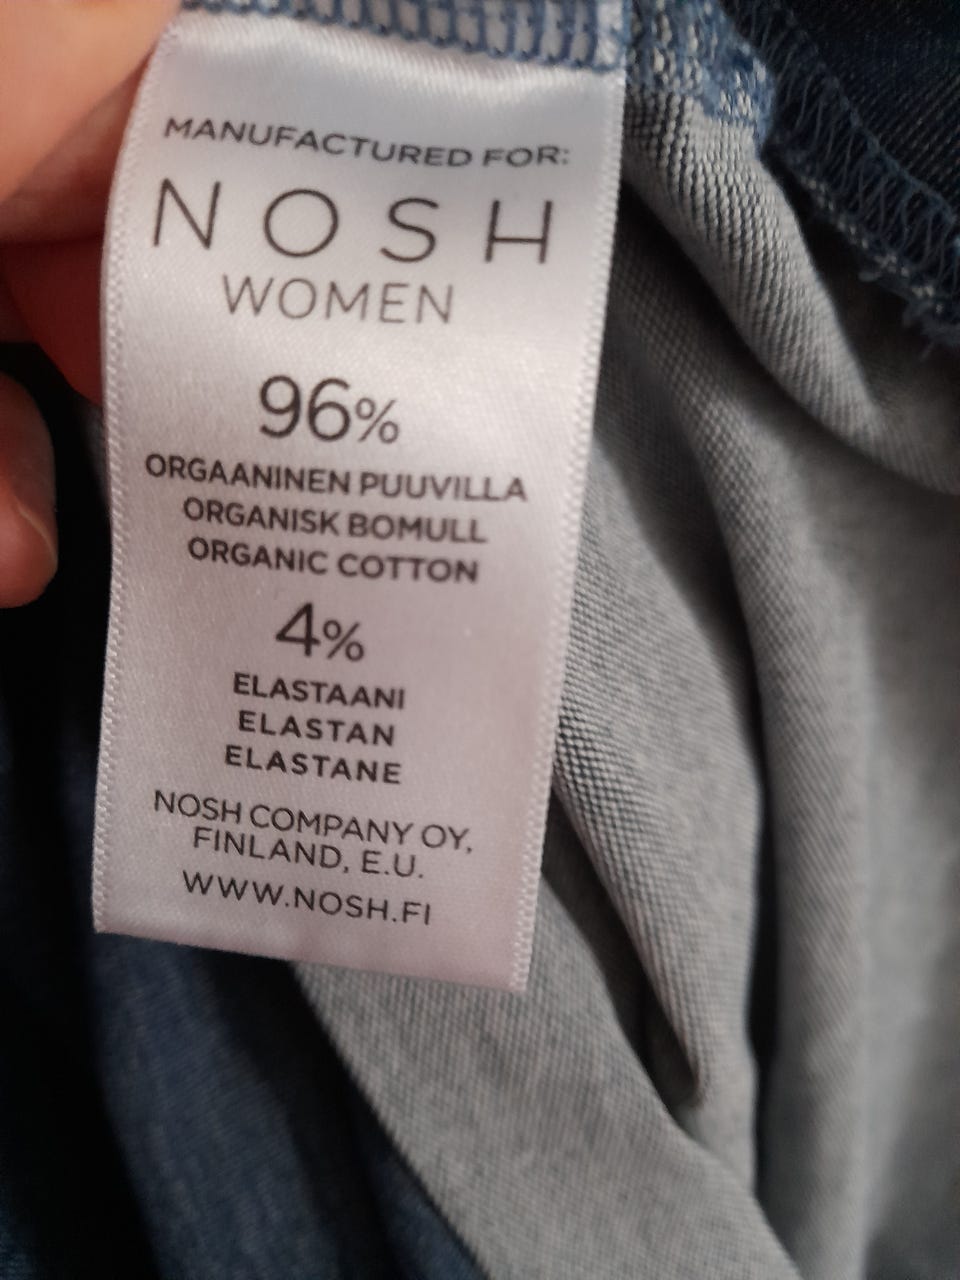 MANUFACTURED FOR:
NOSH
WOMEN
96%
ORGAANINEN PUUVILLA
ORGANISK BOMULL
ORGANIC COTTON
4%
ELASTAANI
ELASTAN
ELASTANE
NOSH COMPANY OY,
FINLAND, E.U.
WWW.NOSH.FI